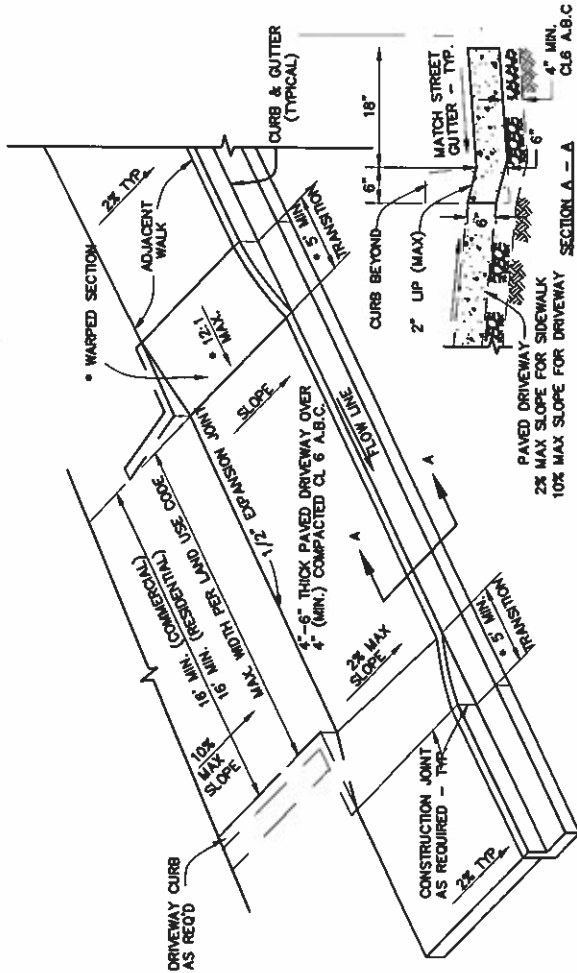 DRIVEWAY CURB
AS REQ'D
10%
MAX
SLOPE
18' MIN. (COMMERCIAL)
16' MIN. (RESIDENTIAL)
MAX. WIDTH PER LAND USE CODE
* WARPED SECTION
ADJACENT
WALK
2% TYP.
CURB & GUTTER
(TYPICAL)
* 12:1
MAX.
SLOPE
* 5' MIN.
TRANSITION
1/2" EXPANSION JOINT
4"-6" THICK PAVED DRIVEWAY OVER
4" (MIN.) COMPACTED CL 6 A.B.C.
FLOW LINE
2% MAX
SLOPE
A
A
* 5' MIN.
TRANSITION
CONSTRUCTION JOINT
AS REQUIRED - TYP.
2% TYP
CURB BEYOND
2" UP (MAX)
6"
18"
MATCH STREET
GUTTER - TYP.
6"
6"
4" MIN.
CL6 A.B.C
PAVED DRIVEWAY
2% MAX SLOPE FOR SIDEWALK
10% MAX SLOPE FOR DRIVEWAY
SECTION A - A